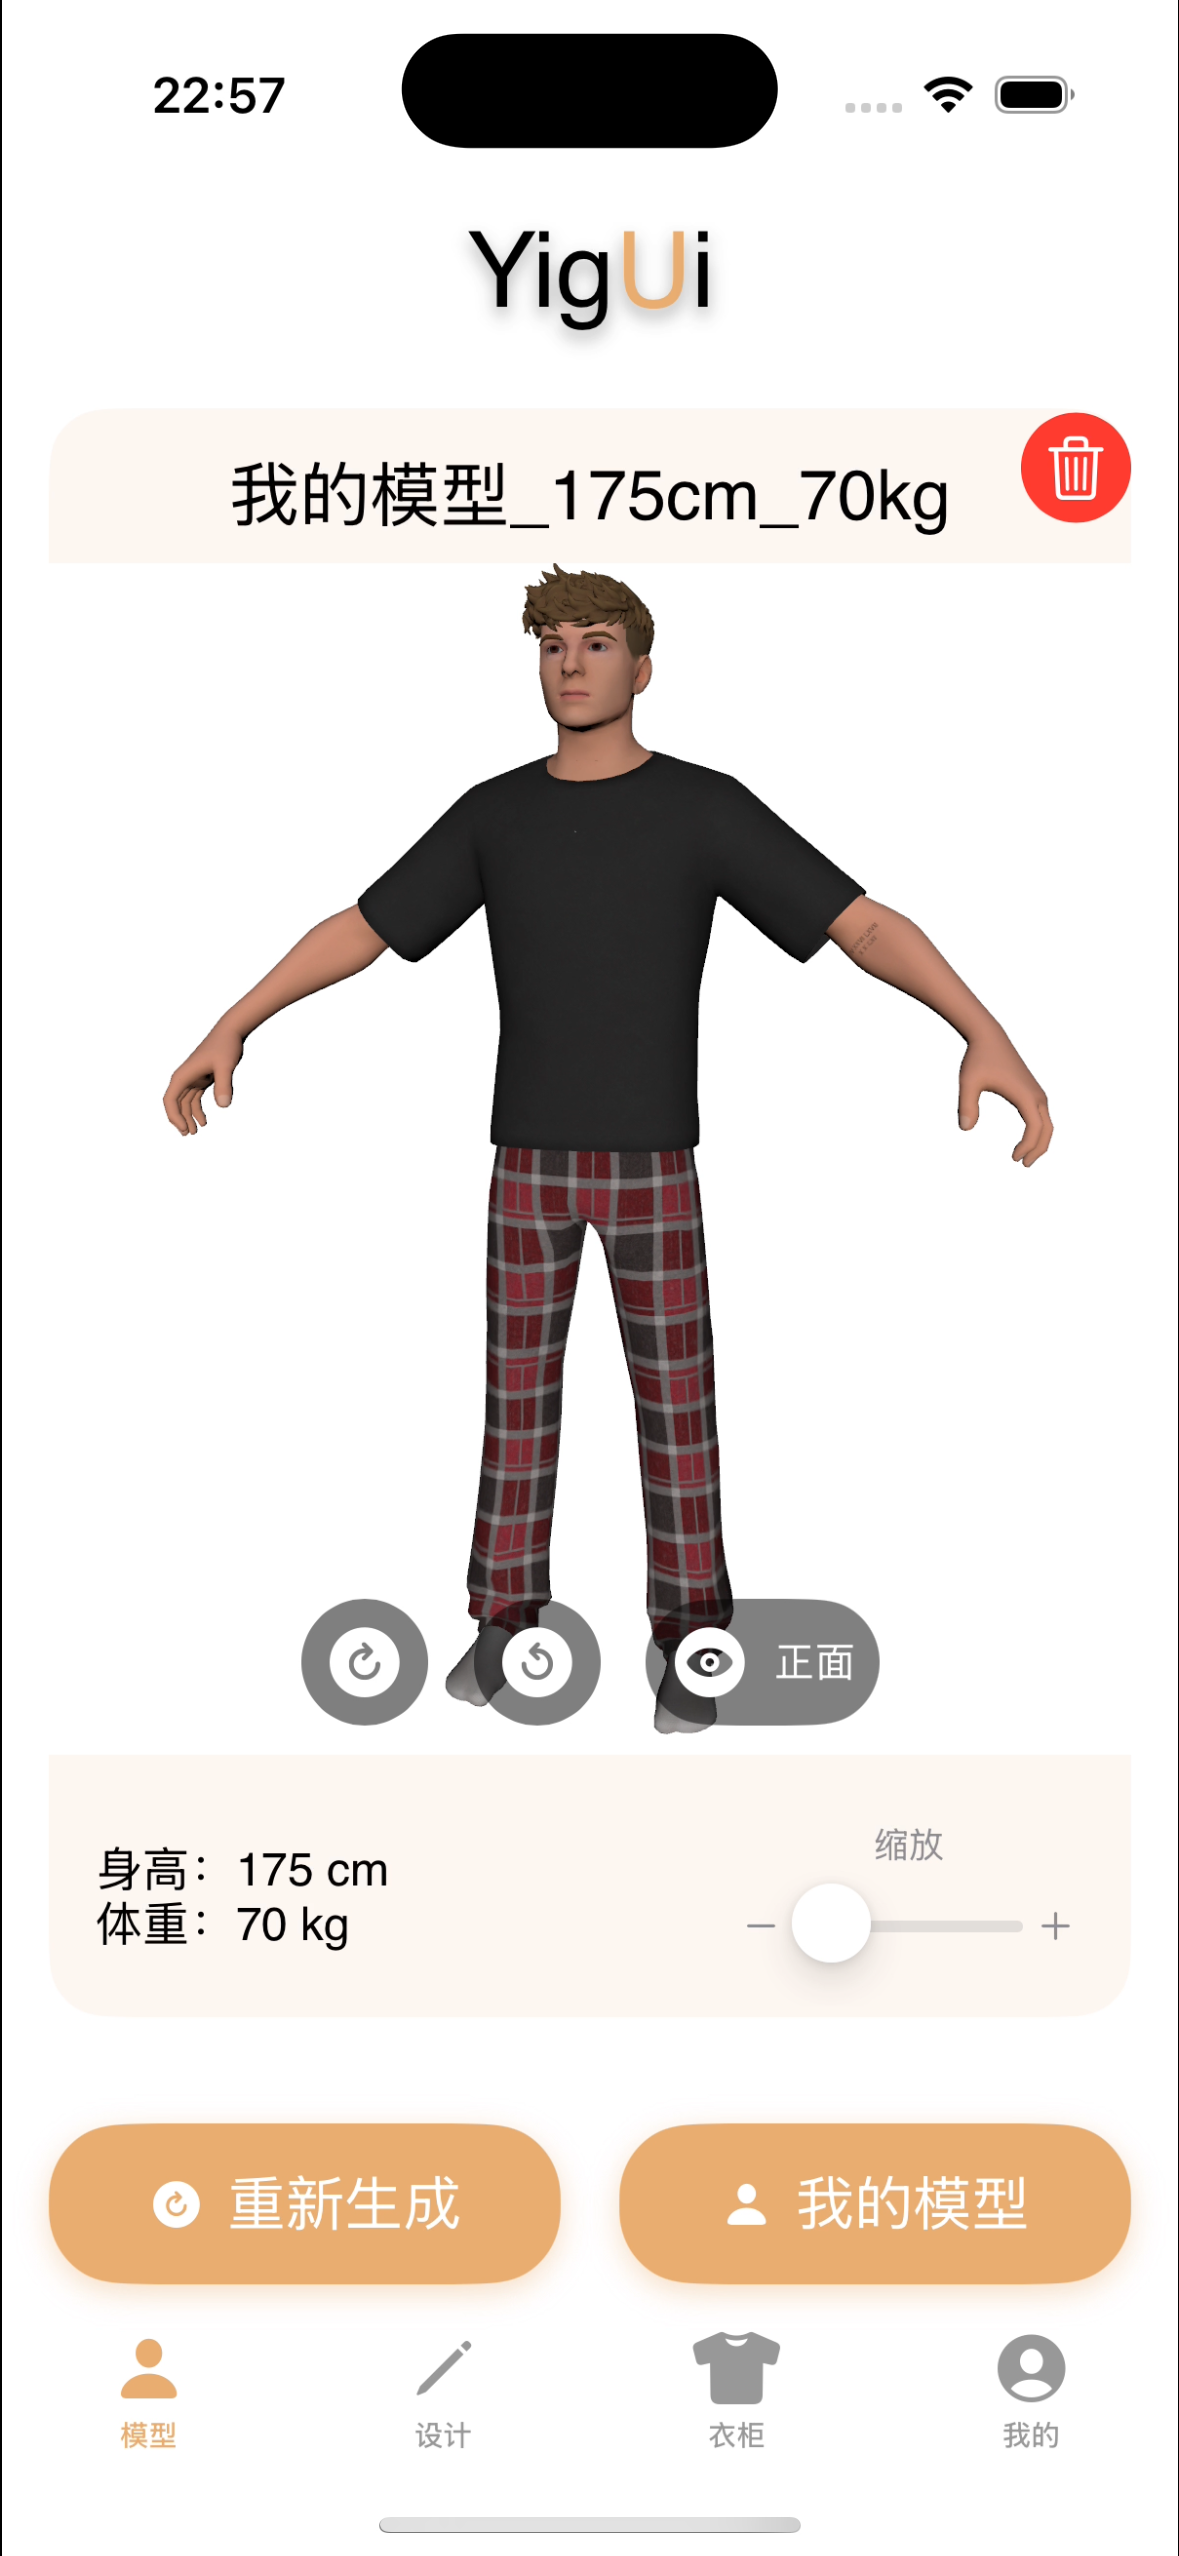 22:57
YigUi
我的模型_175cm_70kg
正面
身高：175 cm
体重：70 kg
缩放
重新生成
我的模型
模型
设计
衣柜
我的